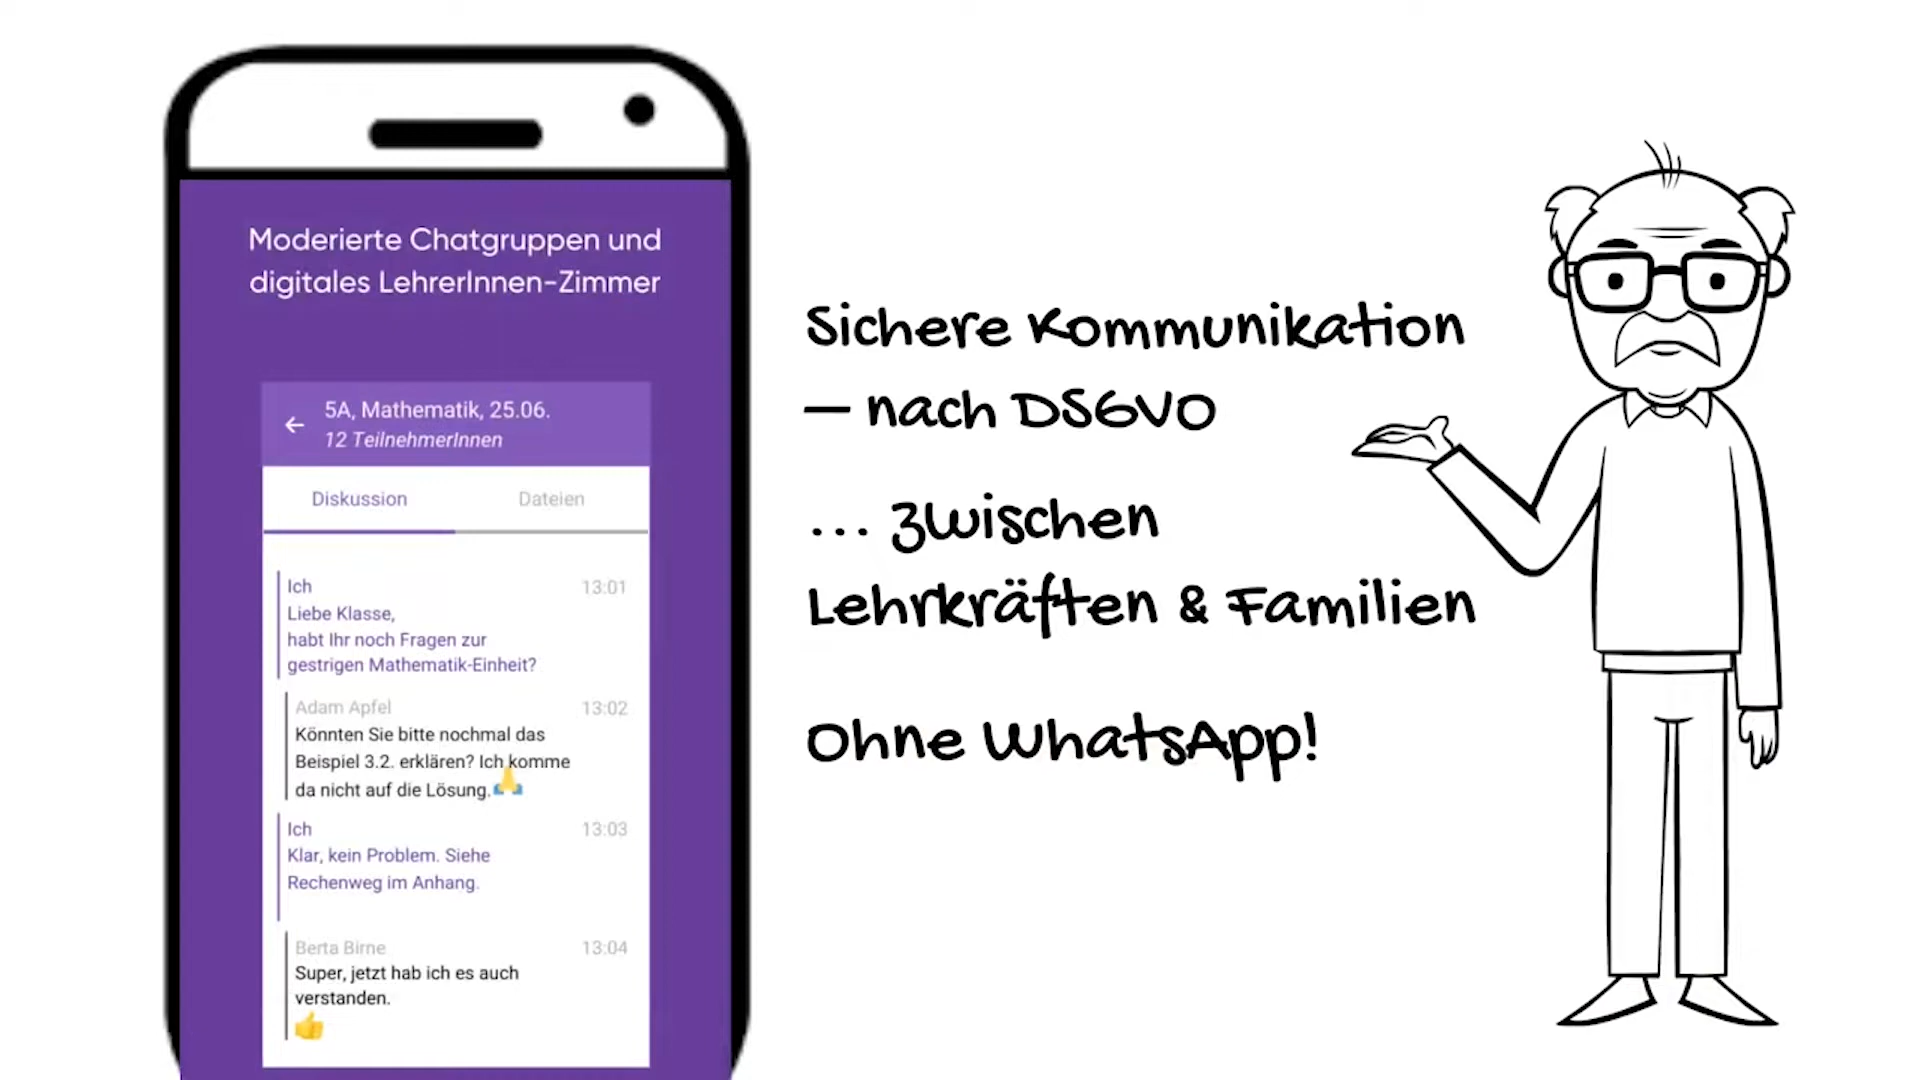 Moderierte Chatgruppen und
digitales LehrerInnen-Zimmer
5A, Mathematik, 25.06.
12 TeilnehmerInnen
Diskussion Dateien
Ich 13:01
Liebe Klasse,
habt Ihr noch Fragen zur
gestrigen Mathematik-Einheit?
Adam Apfel 13:02
Könnten Sie bitte nochmal das
Beispiel 3.2. erklären? Ich komme
da nicht auf die Lösung.🙏
Ich 13:03
Klar, kein Problem. Siehe
Rechenweg im Anhang.
Berta Birne 13:04
Super, jetzt hab ich es auch
verstanden.
👍
Sichere Kommunikation
– nach DSGVO
... zwischen
Lehrkräften & Familien
Ohne WhatsApp!